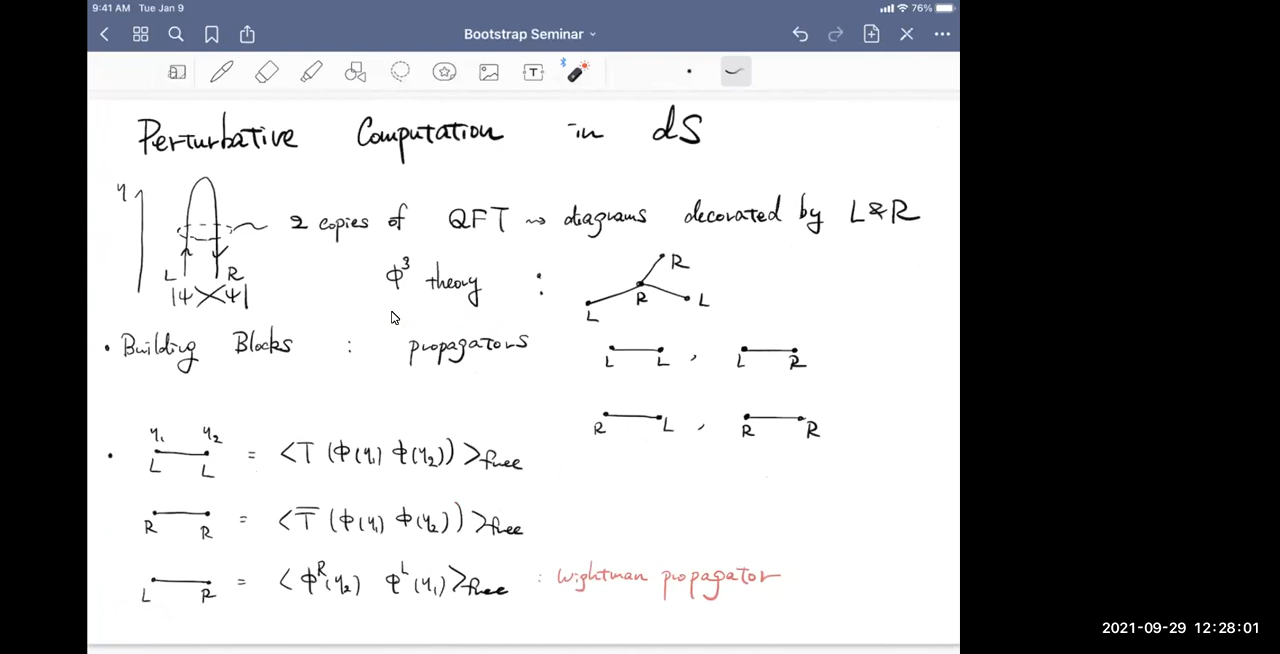 9:41 AM Tue Jan 9
76%
Bootstrap Seminar
T
Perturbative Computation in dS
η
2 copies of QFT ⇝ diagrams decorated by L&R
L R
|Ψ⟩⟨Ψ|
Φ³ theory :
R
R L
L
• Building Blocks : propagators
L L , L R
R L , R R
• η₁ η₂
L L = <T (Φ(η₁) Φ(η₂))>free
R R = <T̅ (Φ(η₁) Φ(η₂))>free
L R = <Φᴿ(η₂) Φᴸ(η₁)>free : Wightman propagator
2021-09-29 12:28:01